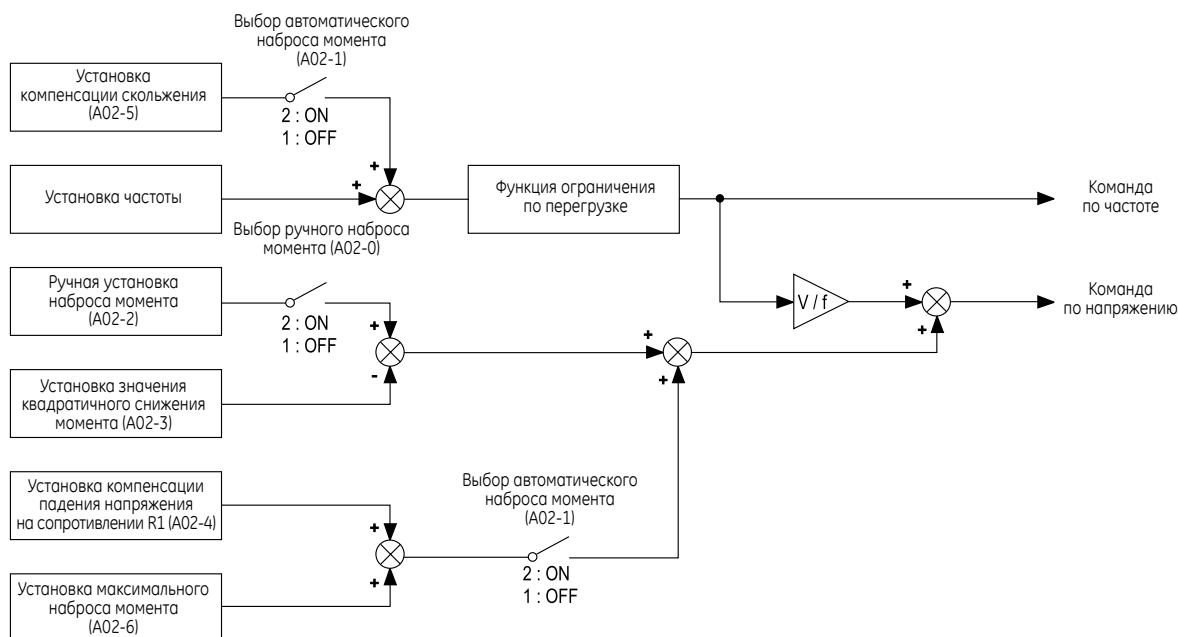 Выбор автоматического
наброса момента
(A02-1)
Установка
компенсации скольжения
(A02-5)
2 : ON
1 : OFF
+
+
Установка частоты
Функция ограничения
по перегрузке
Команда
по частоте
Выбор ручного наброса
момента (A02-0)
Ручная установка
наброса момента
(A02-2)
2 : ON
1 : OFF
+
-
V / f
+
+
Команда
по напряжению
+
+
Установка значения
квадратичного снижения
момента (A02-3)
Установка компенсации
падения напряжения
на сопротивлении R1 (A02-4)
+
+
Выбор автоматического
наброса момента
(A02-1)
2 : ON
1 : OFF
Установка максимального
наброса момента
(A02-6)